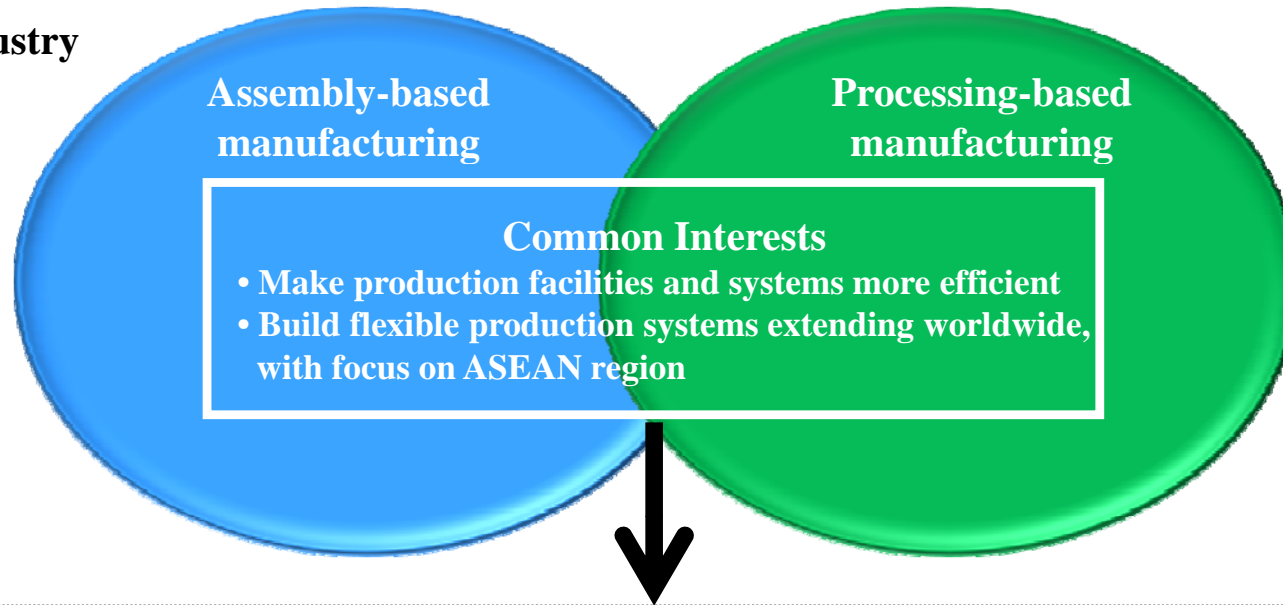 ustry
Assembly-based
manufacturing
Processing-based
manufacturing
Common Interests
• Make production facilities and systems more efficient
• Build flexible production systems extending worldwide,
with focus on ASEAN region